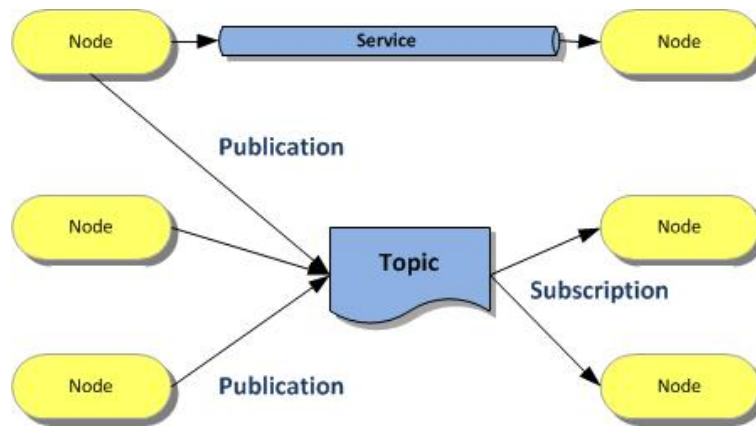 Node
Service
Node
Publication
Node
Node
Topic
Subscription
Node
Publication
Node